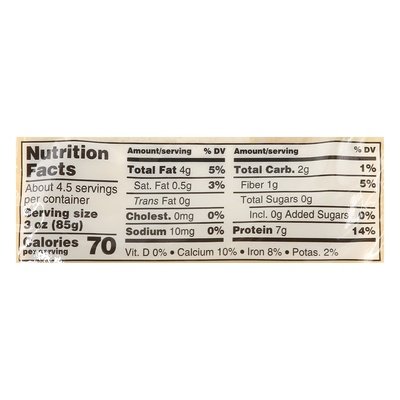 Nutrition
Facts
About 4.5 servings
per container
Serving size
3 oz (85g)
Calories 70
per serving
Amount/serving % DV
Total Fat 4g 5%
Sat. Fat 0.5g 3%
Trans Fat 0g
Cholest. 0mg 0%
Sodium 10mg 0%
Amount/serving % DV
Total Carb. 2g 1%
Fiber 1g 5%
Total Sugars 0g
Incl. 0g Added Sugars 0%
Protein 7g 14%
Vit. D 0% • Calcium 10% • Iron 8% • Potas. 2%